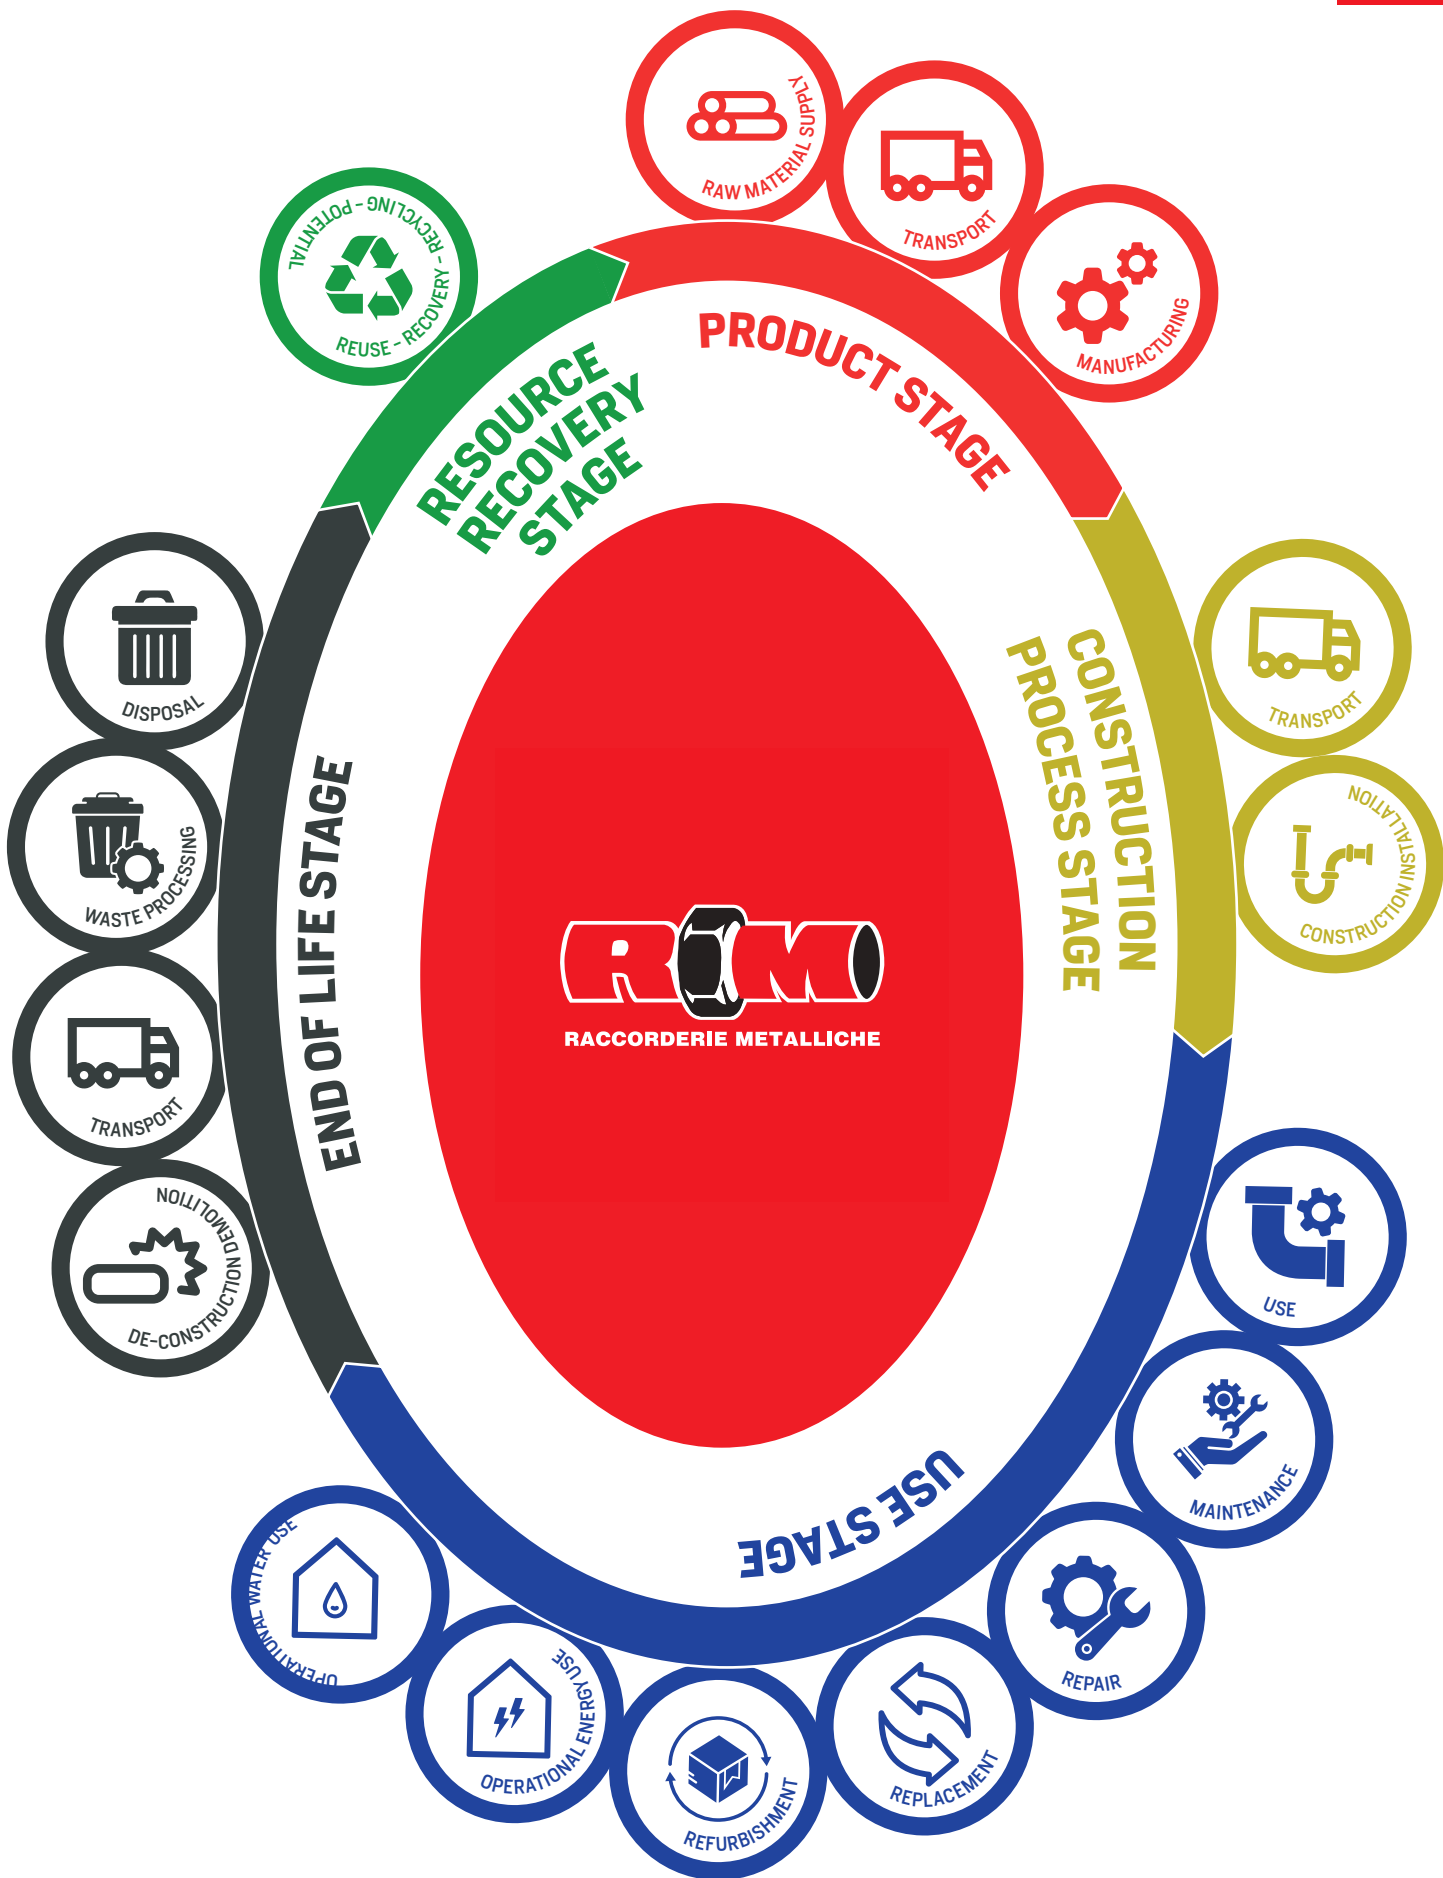 RAW MATERIAL SUPPLY
TRANSPORT
MANUFACTURING
PRODUCT STAGE
TRANSPORT
CONSTRUCTION INSTALLATION
CONSTRUCTION
PROCESS STAGE
USE
MAINTENANCE
REPAIR
REPLACEMENT
REFURBISHMENT
OPERATIONAL ENERGY USE
OPERATIONAL WATER USE
USE STAGE
DE-CONSTRUCTION DEMOLITION
TRANSPORT
WASTE PROCESSING
DISPOSAL
END OF LIFE STAGE
REUSE - RECOVERY - RECYCLING - POTENTIAL
RESOURCE
RECOVERY
STAGE
RM
RACCORDERIE METALLICHE